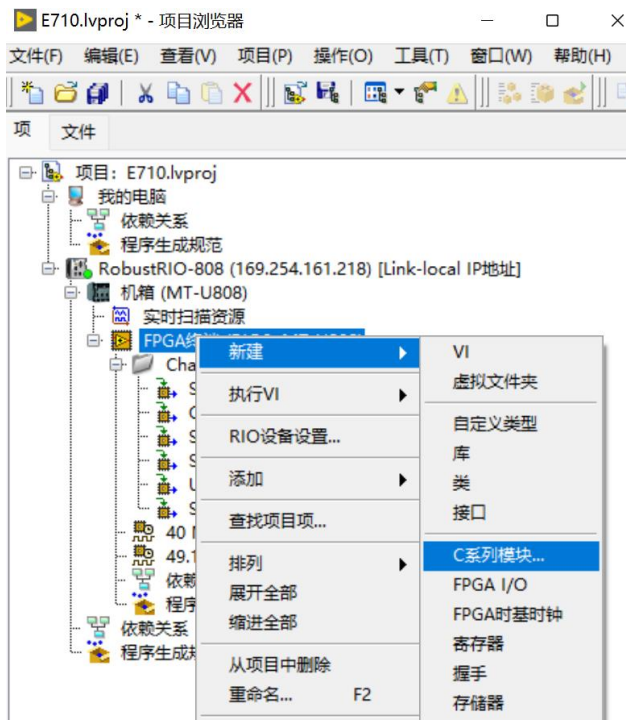 E710.lvproj * - 项目浏览器
文件(F) 编辑(E) 查看(V) 项目(P) 操作(O) 工具(T) 窗口(W) 帮助(H)
项 文件
项目: E710.lvproj
我的电脑
依赖关系
程序生成规范
RobustRIO-808 (169.254.161.218) [Link-local IP地址]
机箱 (MT-U808)
实时扫描资源
FPGA终端
Cha
S
S
S
U
S
40
49.1
依赖
程序
依赖关系
程序生成
新建
执行VI
RIO设备设置...
添加
查找项目项...
排列
展开全部
缩进全部
从项目中删除
重命名... F2
VI
虚拟文件夹
自定义类型
库
类
接口
C系列模块...
FPGA I/O
FPGA时基时钟
寄存器
握手
存储器